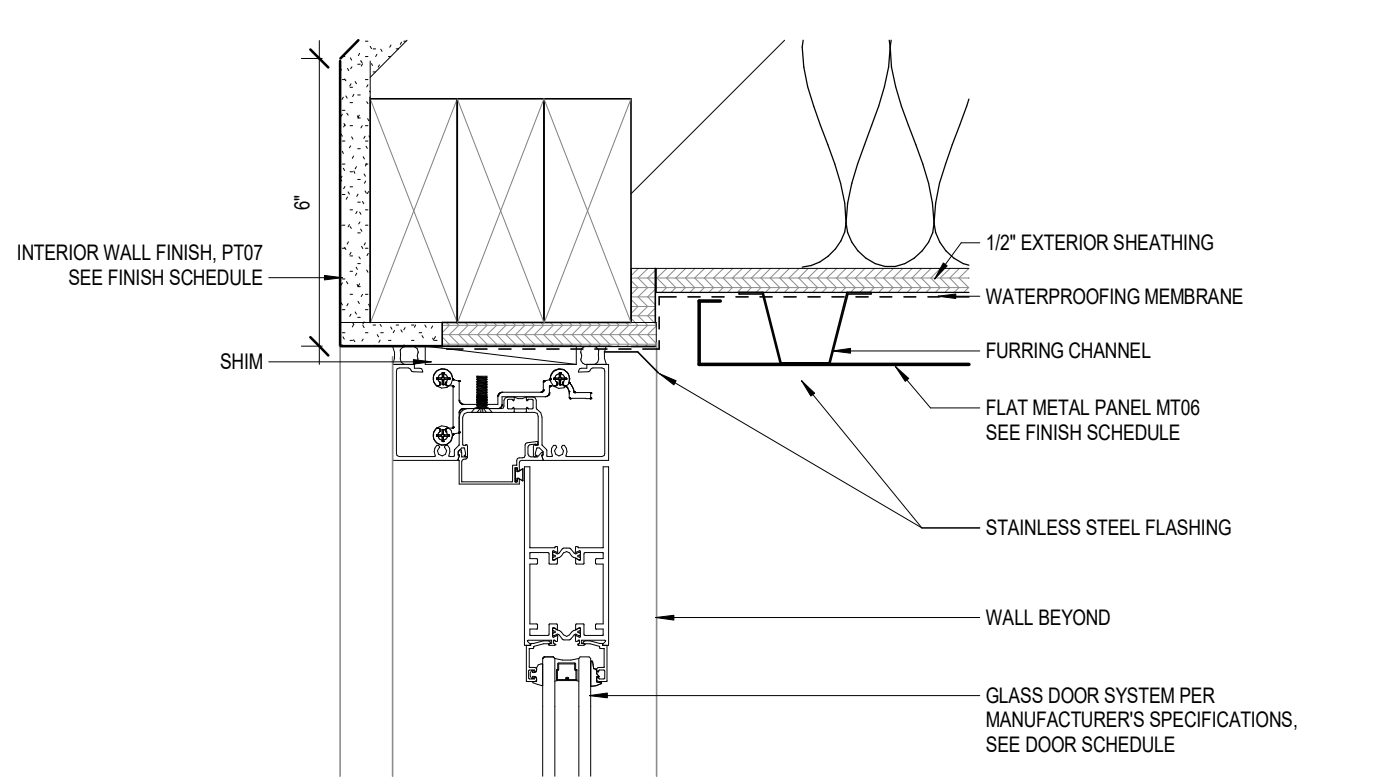 6"
INTERIOR WALL FINISH, PT07
SEE FINISH SCHEDULE
SHIM
1/2" EXTERIOR SHEATHING
WATERPROOFING MEMBRANE
FURRING CHANNEL
FLAT METAL PANEL MT06
SEE FINISH SCHEDULE
STAINLESS STEEL FLASHING
WALL BEYOND
GLASS DOOR SYSTEM PER
MANUFACTURER'S SPECIFICATIONS,
SEE DOOR SCHEDULE